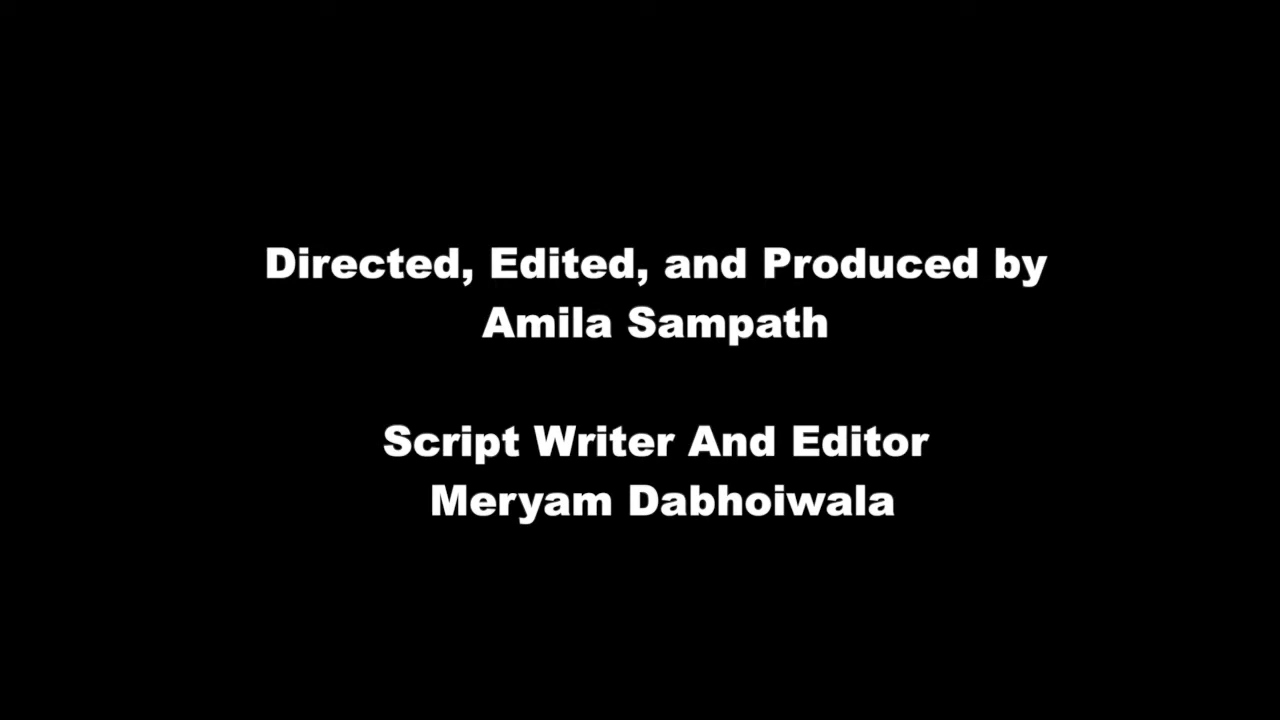 Directed, Edited, and Produced by
Amila Sampath
Script Writer And Editor
Meryam Dabhoiwala